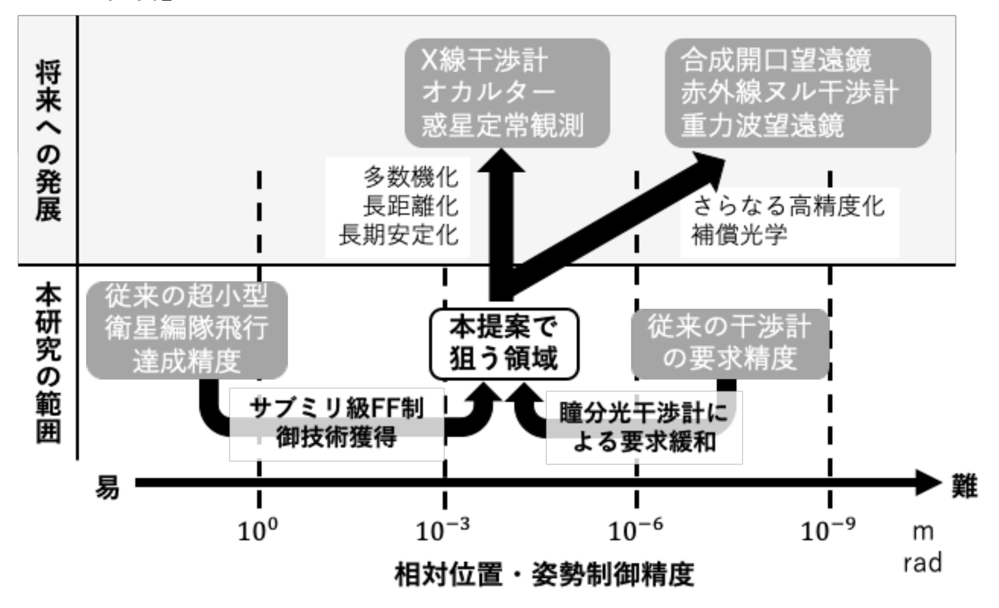 将来への発展
X線干渉計
オカルター
惑星定常観測
合成開口望遠鏡
赤外線ヌル干渉計
重力波望遠鏡
多数機化
長距離化
長期安定化
さらなる高精度化
補償光学
本研究の範囲
従来の超小型
衛星編隊飛行
達成精度
本提案で
狙う領域
従来の干渉計
の要求精度
サブミリ級FF制
御技術獲得
瞳分光干渉計に
よる要求緩和
易
難
10⁰
10⁻³
10⁻⁶
10⁻⁹
m
rad
相対位置・姿勢制御精度